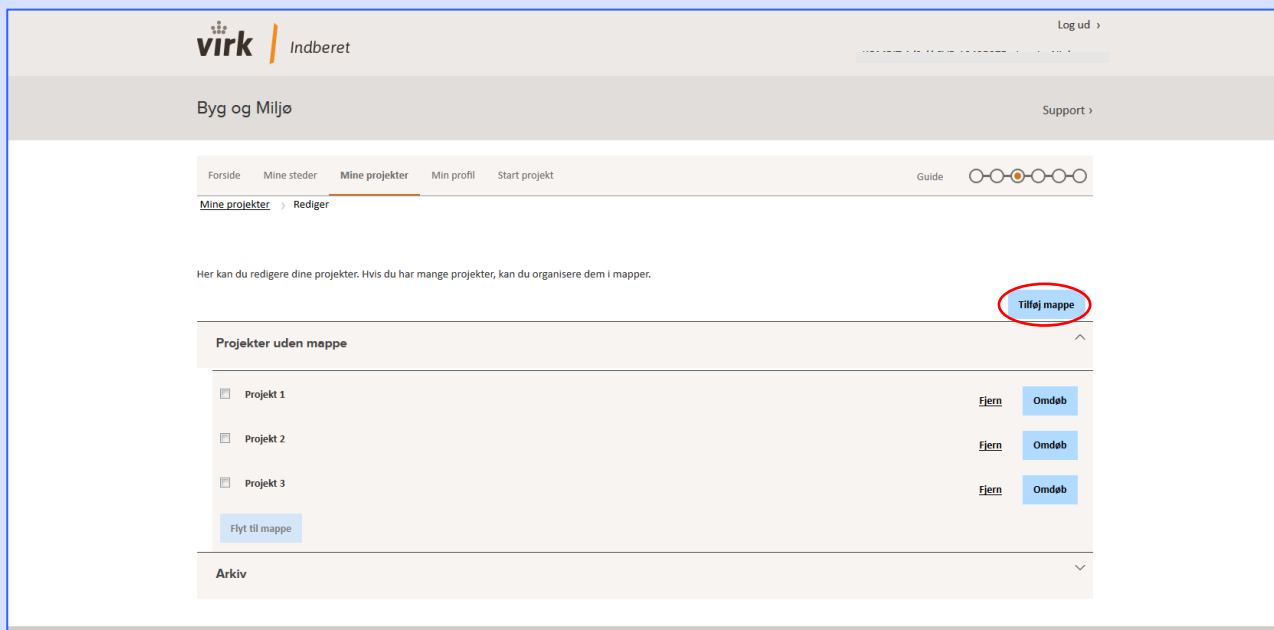 virk
Indberet
Log ud ›
Byg og Miljø
Support ›
Forside Mine steder Mine projekter Min profil Start projekt Guide
Mine projekter › Rediger
Her kan du redigere dine projekter. Hvis du har mange projekter, kan du organisere dem i mapper.
Tilføj mappe
Projekter uden mappe
Projekt 1 Fjern Omdøb
Projekt 2 Fjern Omdøb
Projekt 3 Fjern Omdøb
Flyt til mappe
Arkiv